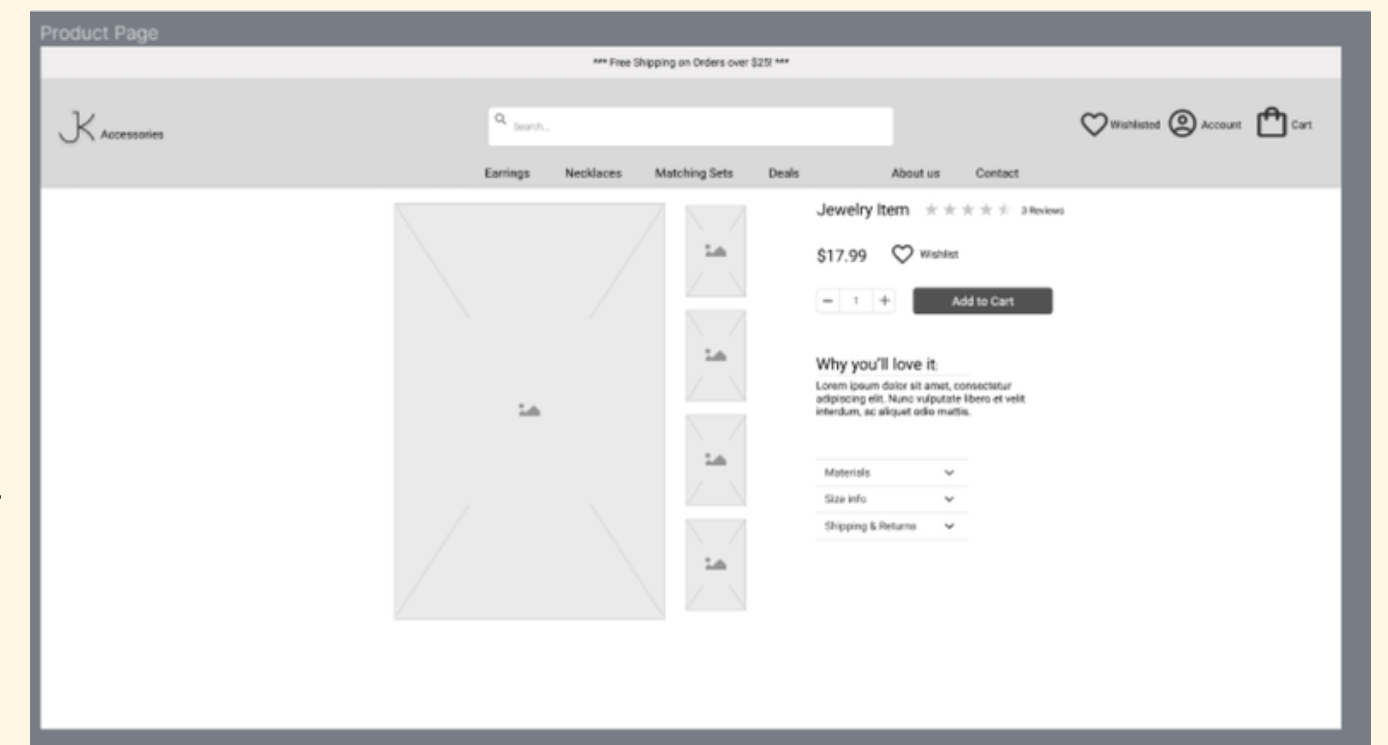 Product Page
*** Free Shipping on Orders over $25! ***
JK Accessories
Search...
Wishlisted
Account
Cart
Earrings Necklaces Matching Sets Deals About us Contact
Jewelry Item 3 Reviews
$17.99 Wishlist
1 Add to Cart
Why you'll love it:
Lorem ipsum dolor sit amet, consectetur
adipiscing elit. Nunc vulputate libero et velit
interdum, ac aliquet odio mattis.
Materials
Size info
Shipping & Returns